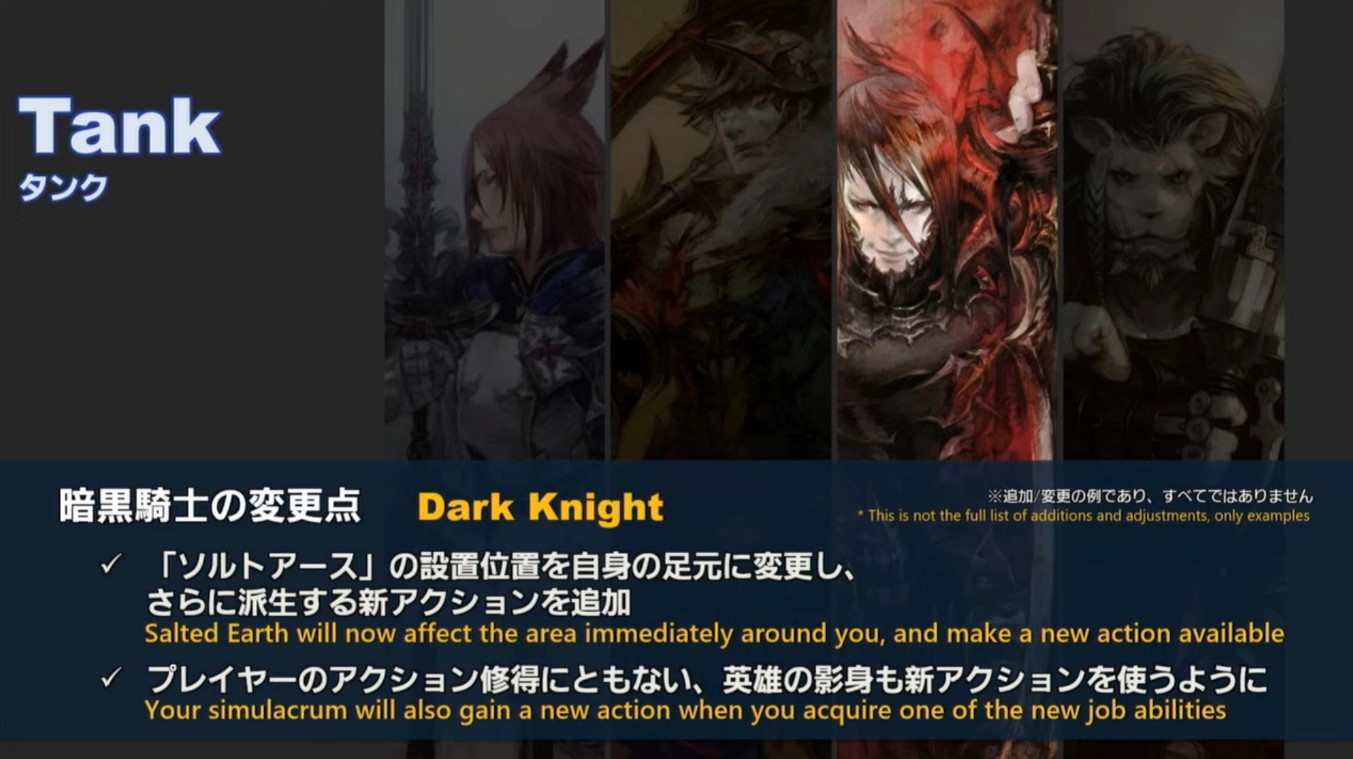 Tank
タンク
暗黒騎士の変更点 Dark Knight
※追加/変更の例であり、すべてではありません
* This is not the full list of additions and adjustments, only examples
✓ 「ソルトアース」の設置位置を自身の足元に変更し、
さらに派生する新アクションを追加
Salted Earth will now affect the area immediately around you, and make a new action available
✓ プレイヤーのアクション修得にともない、英雄の影身も新アクションを使うように
Your simulacrum will also gain a new action when you acquire one of the new job abilities